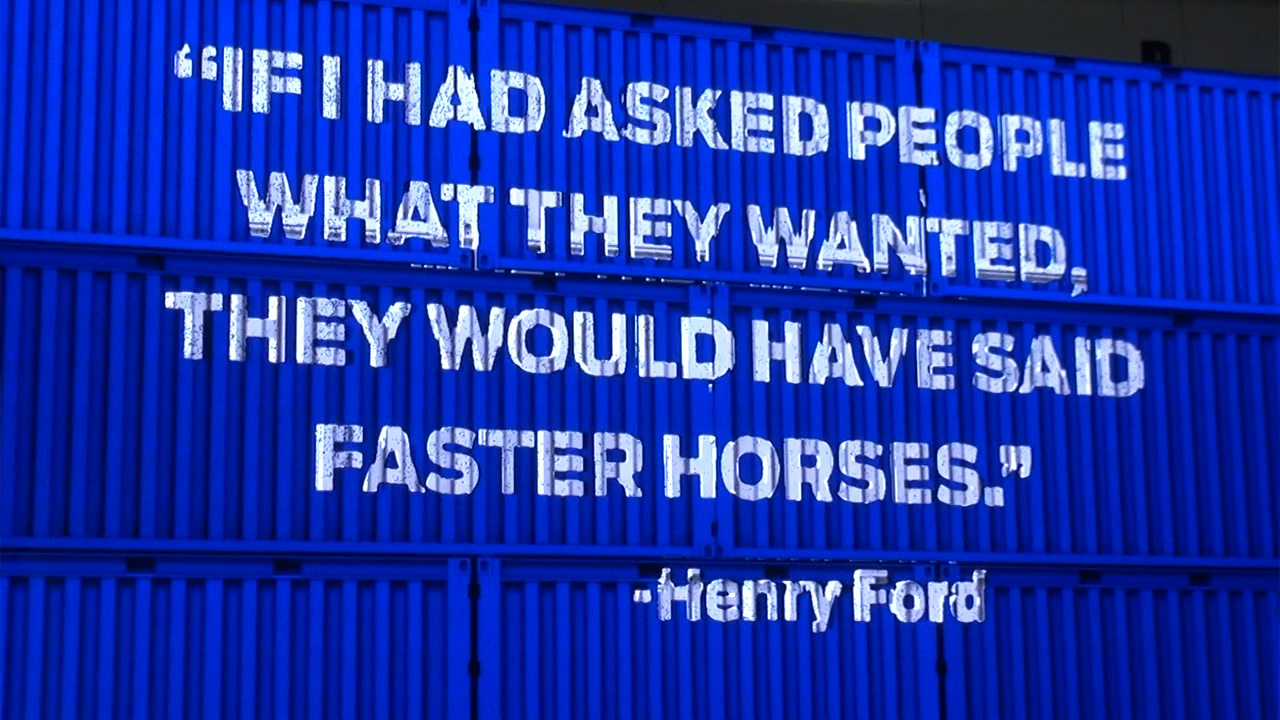 “IF I HAD ASKED PEOPLE
WHAT THEY WANTED,
THEY WOULD HAVE SAID
FASTER HORSES.”
-Henry Ford